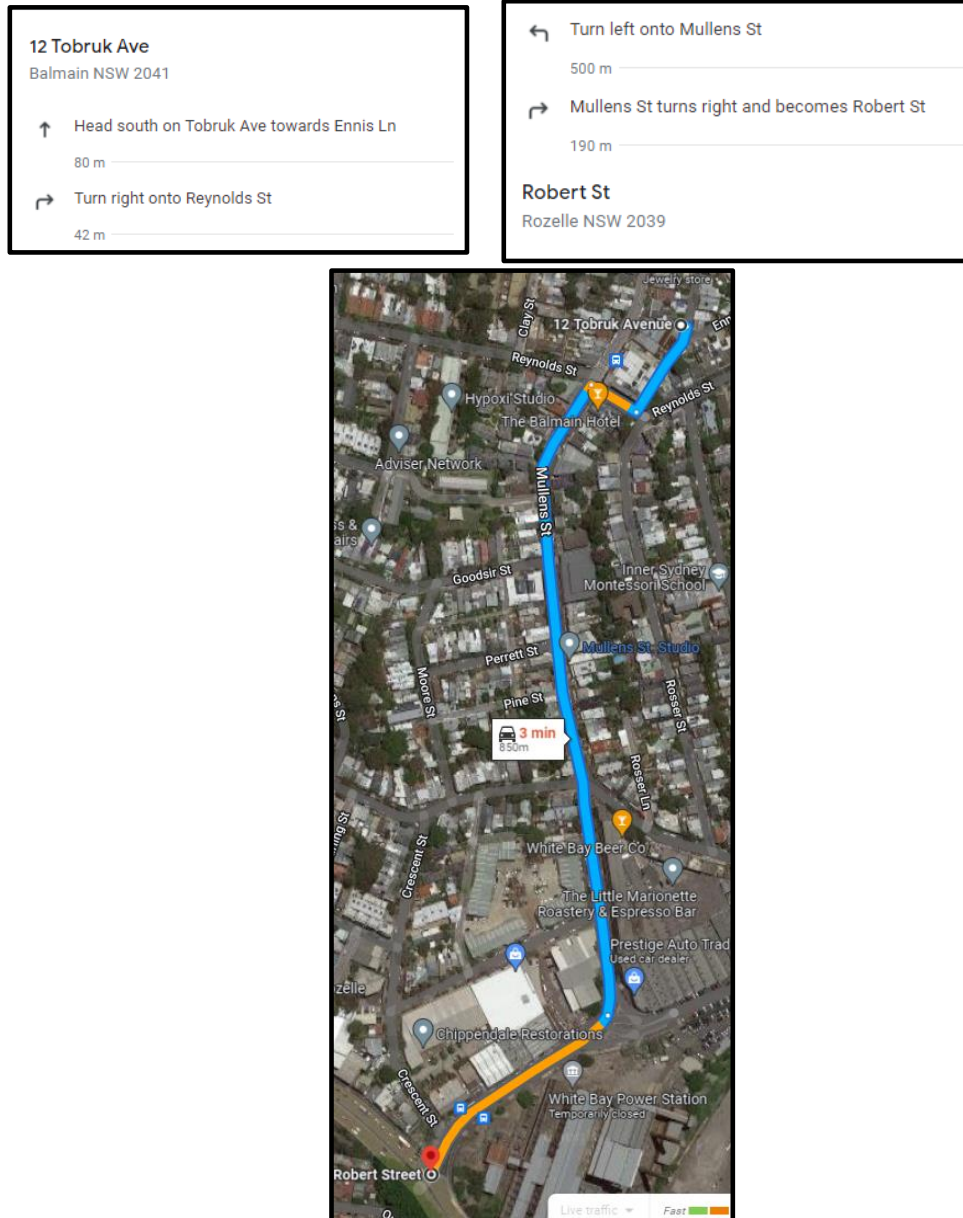 12 Tobruk Ave
Balmain NSW 2041
Head south on Tobruk Ave towards Ennis Ln
80 m
Turn right onto Reynolds St
42 m
Turn left onto Mullens St
500 m
Mullens St turns right and becomes Robert St
190 m
Robert St
Rozelle NSW 2039
Jewelry store
Clay St
12 Tobruk Avenue
Enn
Reynolds St
Hypoxi Studio
Reynolds St
The Balmain Hotel
Adviser Network
Mullens St
s &
airs
Goodsir St
Inner Sydney
Montessori School
Mullens St. Studio
Perrett St
Moore St
Rosser St
Pine St
3 min
850m
Rosser Ln
White Bay Beer Co
Crescent St
The Little Marionette
Roastery & Espresso Bar
Prestige Auto Trad
Used car dealer
zelle
Chippendale Restorations
Crescent St
White Bay Power Station
Temporarily closed
Robert Street
Live traffic
Fast